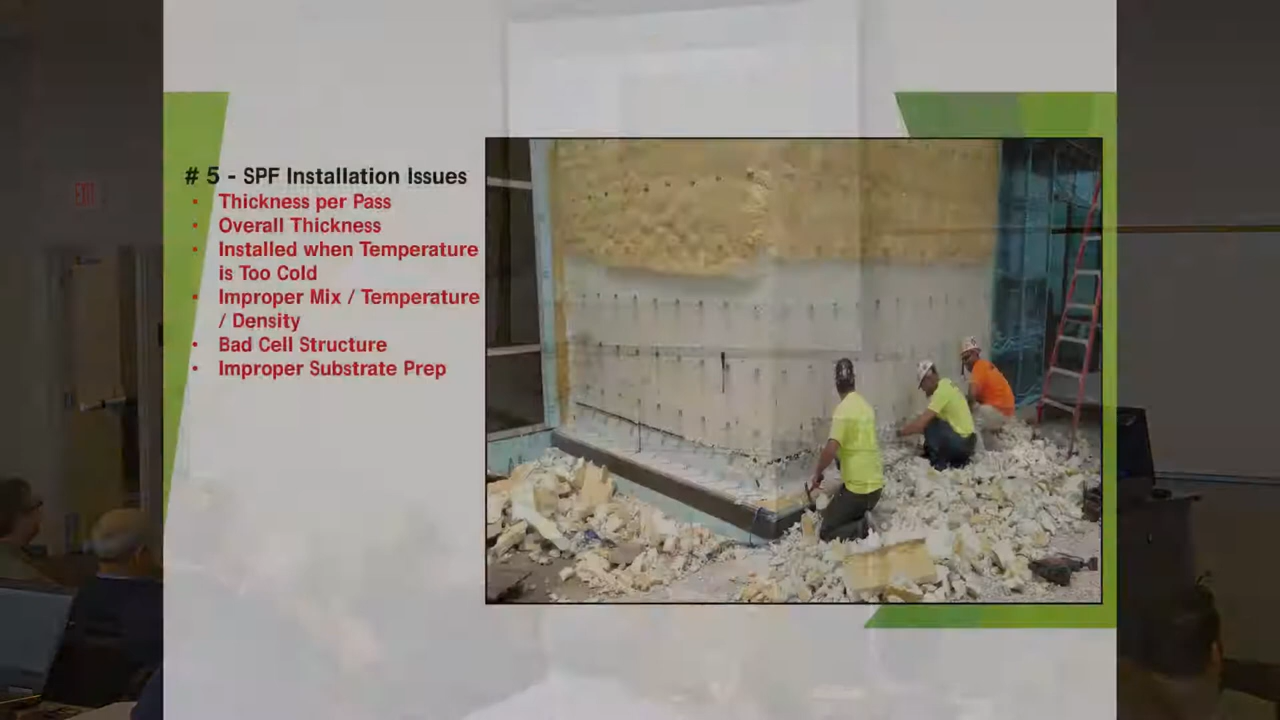 EXIT
# 5 - SPF Installation Issues
• Thickness per Pass
• Overall Thickness
• Installed when Temperature
is Too Cold
• Improper Mix / Temperature
/ Density
• Bad Cell Structure
• Improper Substrate Prep